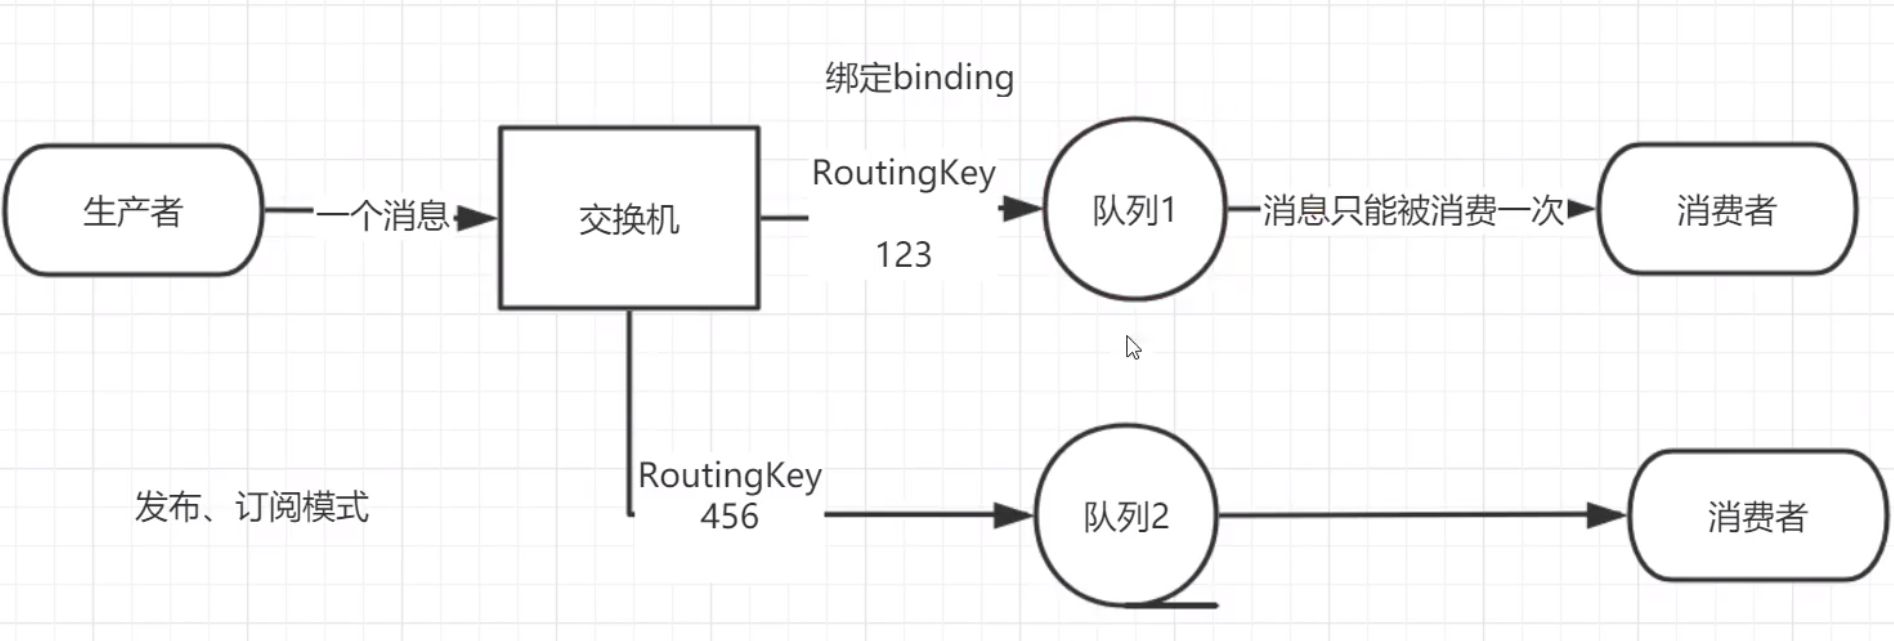 绑定binding
生产者
一个消息
交换机
RoutingKey
123
队列1
消息只能被消费一次
消费者
发布、订阅模式
RoutingKey
456
队列2
消费者